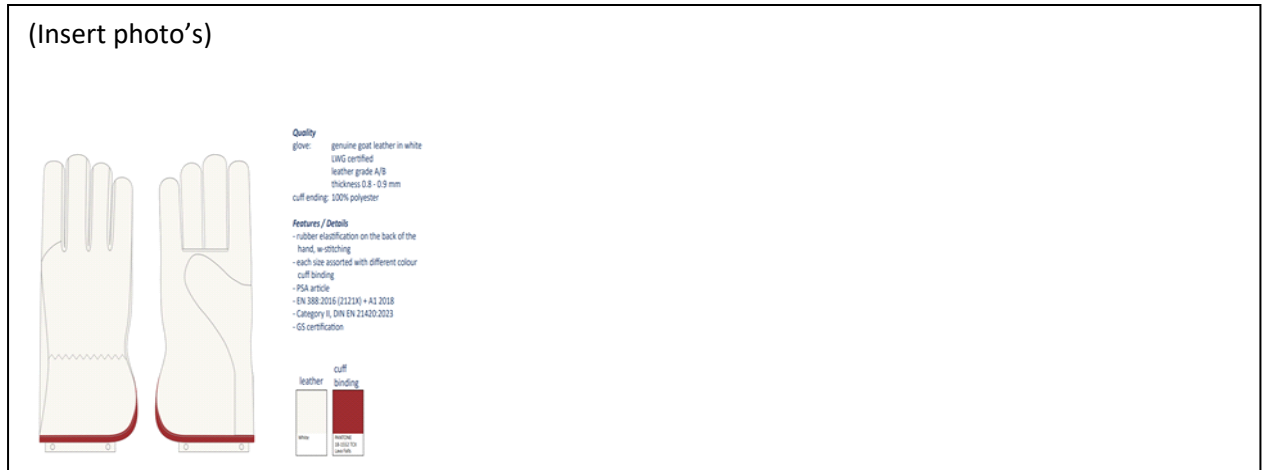 (Insert photo’s)
Quality
glove: genuine goat leather in white
LWG certified
leather grade A/B
thickness 0.8 - 0.9 mm
cuff ending: 100% polyester
Features / Details
- rubber elastification on the back of the
hand, w-stitching
- each size assorted with different colour
cuff binding
- PSA article
- EN 388:2016 (2121X) + A1 2018
- Category II, DIN EN 21420:2023
- GS certification
leather
cuff
binding
White
PANTONE